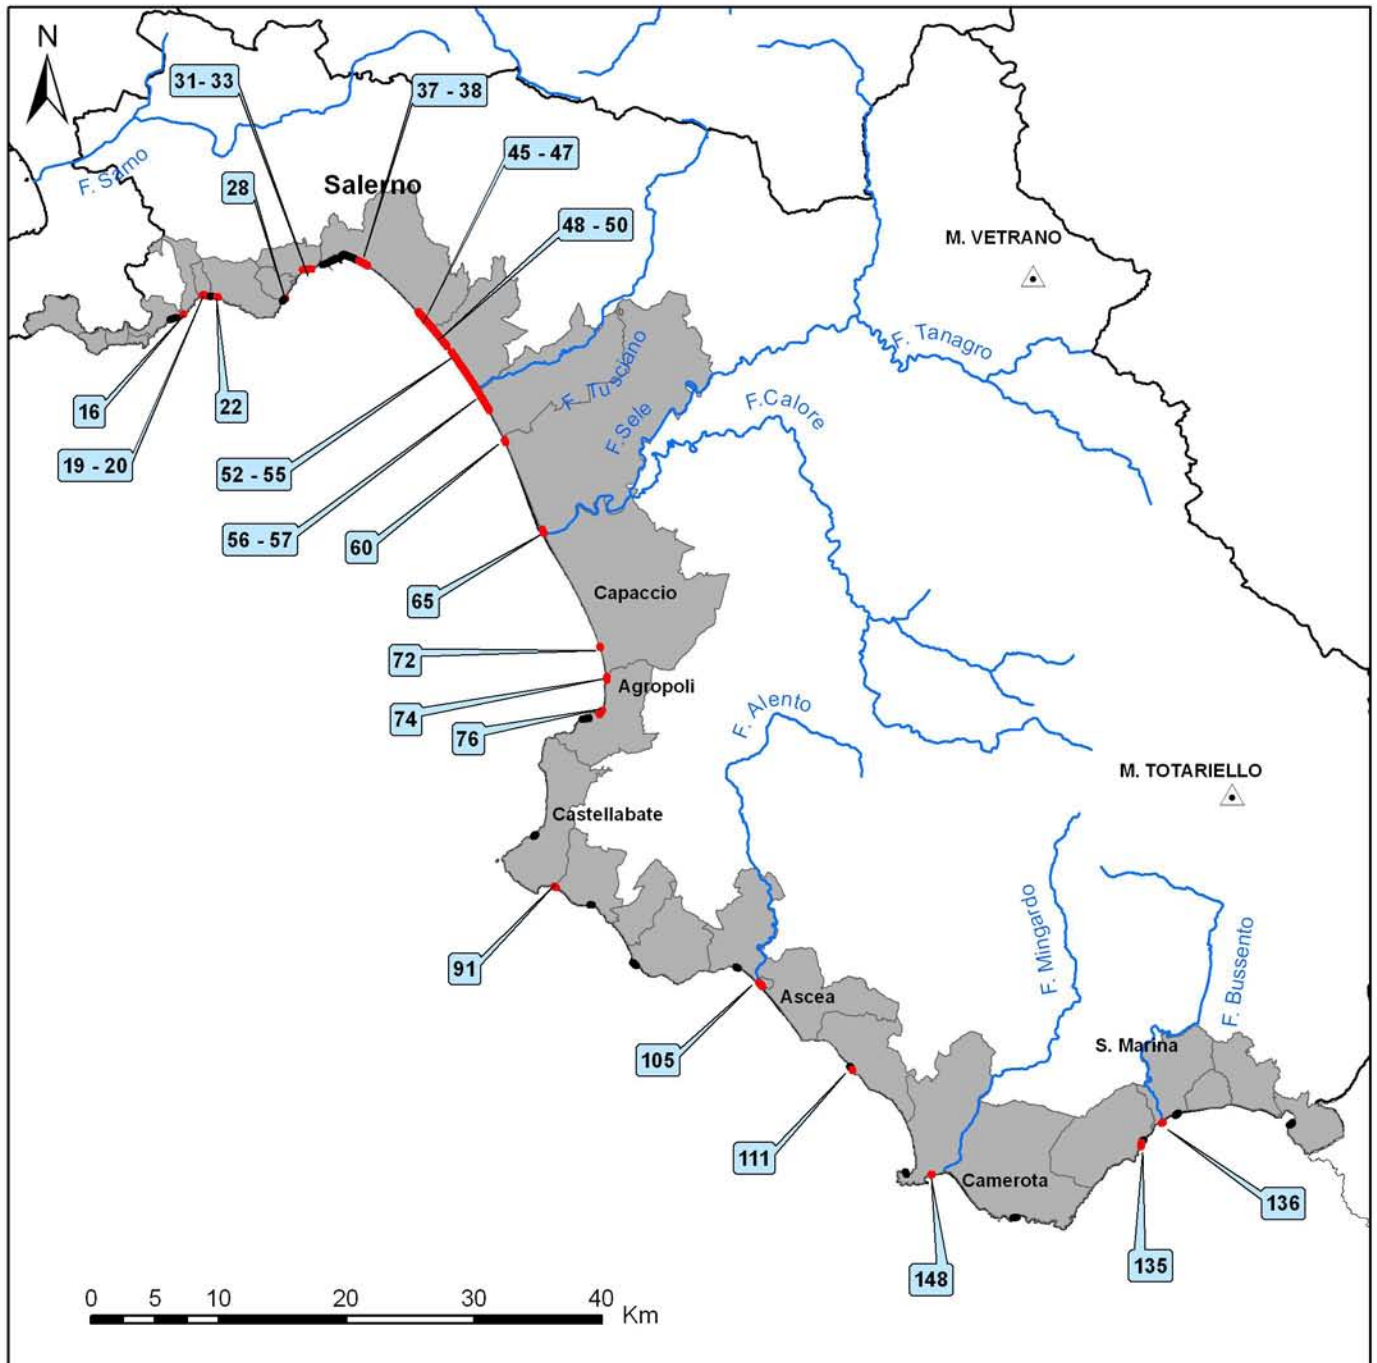 N
31- 33
37 - 38
45 - 47
F. Sarno
28
Salerno
48 - 50
M. VETRANO
F. Tanagro
F. Tusciano
F.Sele
F.Calore
16
22
19 - 20
52 - 55
56 - 57
60
65
Capaccio
72
Agropoli
74
76
F. Alento
M. TOTARIELLO
Castellabate
F. Mingardo
F. Bussento
91
Ascea
S. Marina
105
111
Camerota
136
135
148
0 5 10 20 30 40 Km